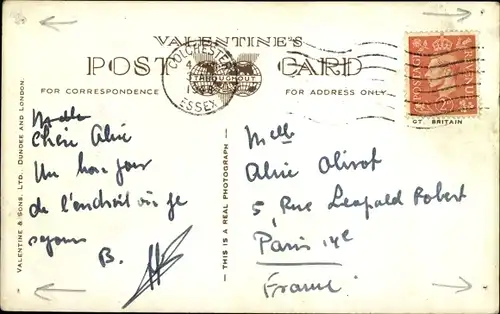 VALENTINE'S
POST CARD
THROUGHOUT
FOR CORRESPONDENCE
FOR ADDRESS ONLY
COLCHESTER
ESSEX
POSTAGE
GT. BRITAIN
Chère Alice
Un bonjour
de l'endroit où je
séjourne
B.
VALENTINE & SONS, LTD. DUNDEE AND LONDON.
THIS IS A REAL PHOTOGRAPH
Melle
Alice Olivot
5, Rue Leopold Robert
Paris 14e
France